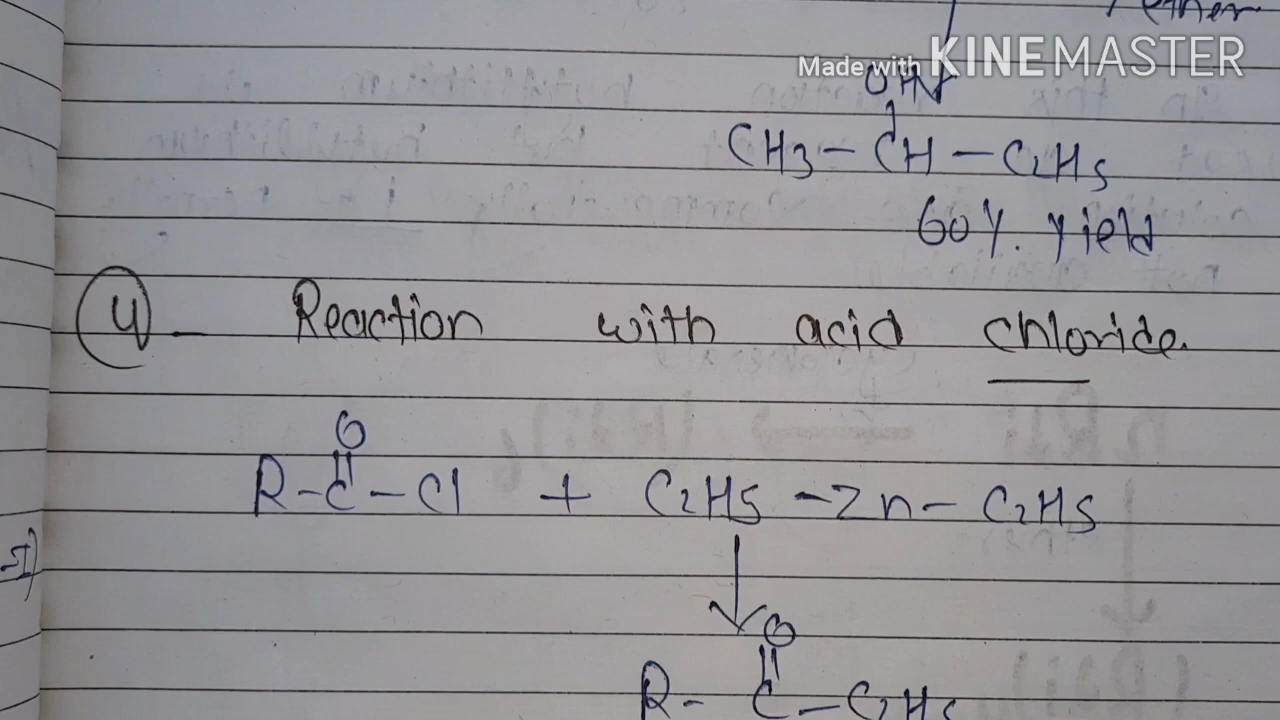 ether
Made with KINEMASTER
OH
CH3 - CH - C2H5
60%. yield
4 - Reaction with acid chloride.
O
R - C - Cl + C2H5 - Zn - C2H5
O
R - C - C2H5